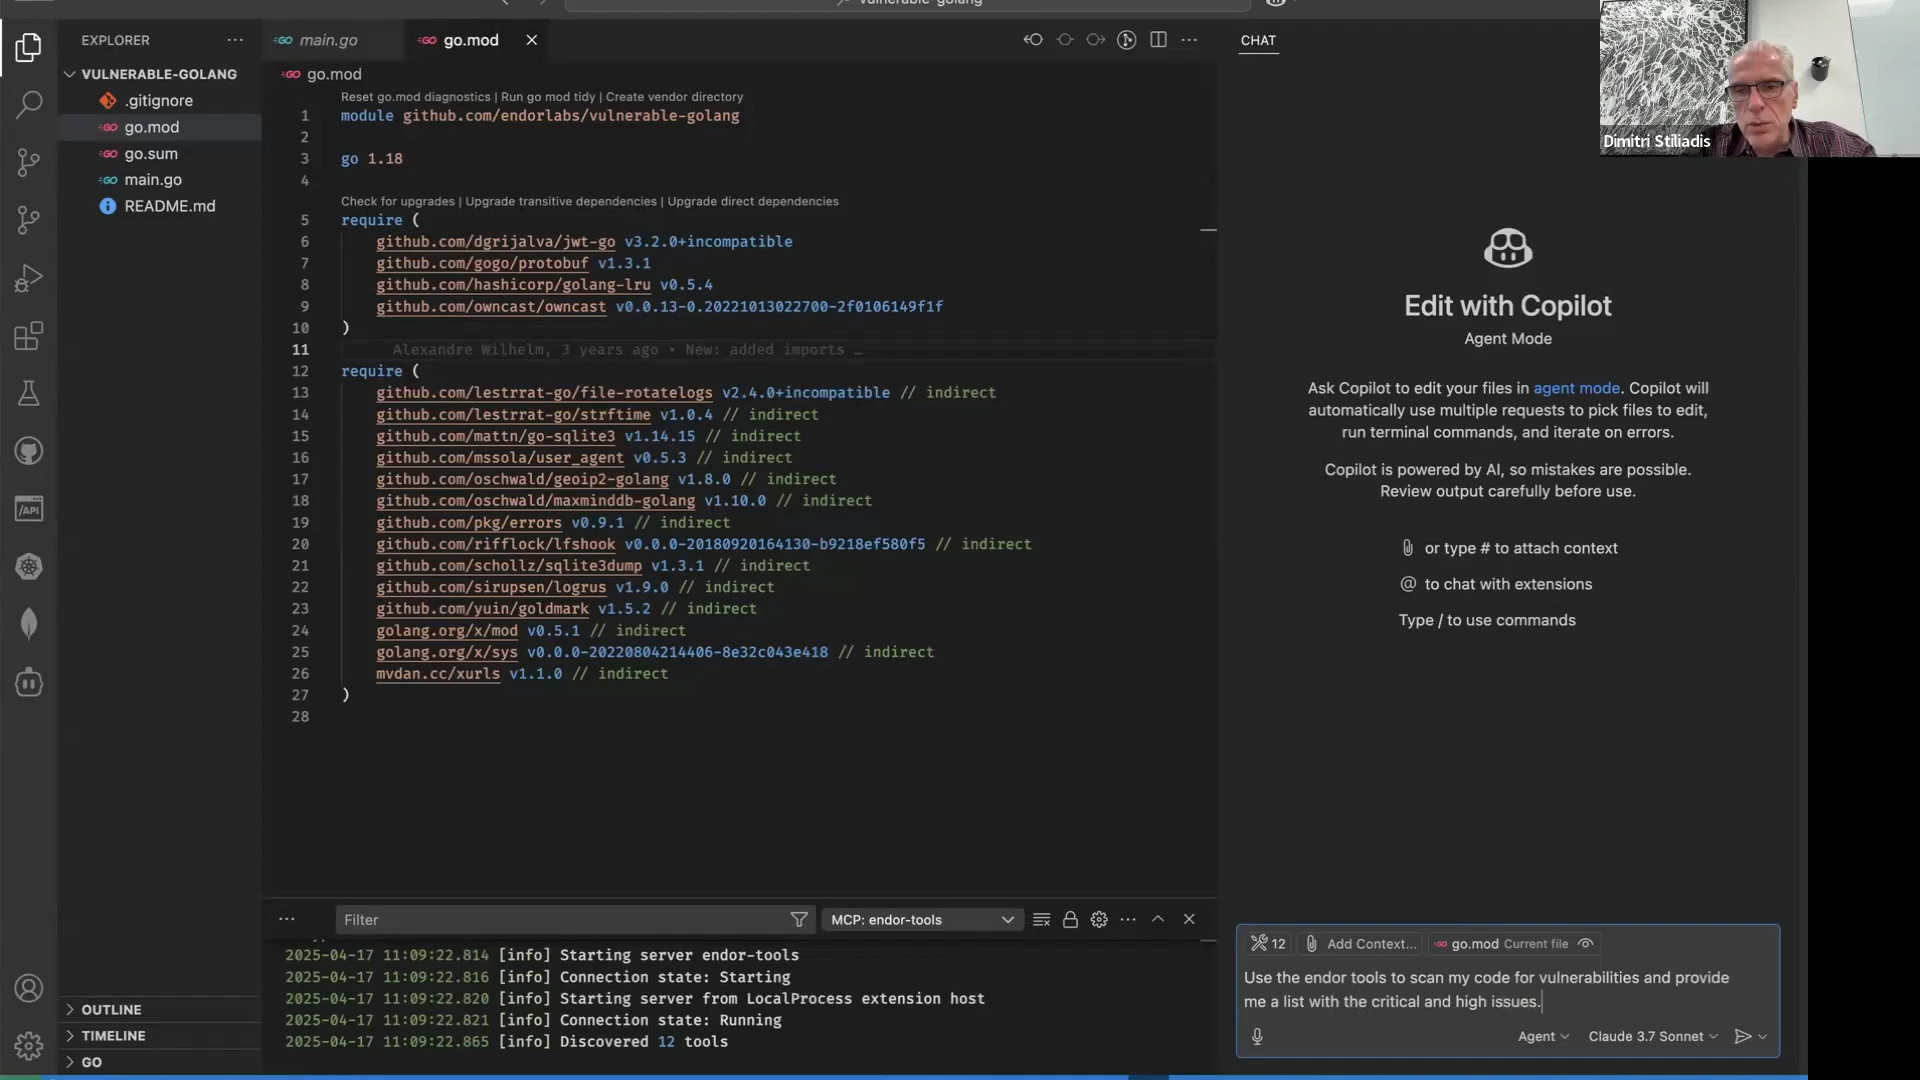 vulnerable-golang
EXPLORER
main.go
go.mod
CHAT
VULNERABLE-GOLANG
.gitignore
go.mod
go.sum
main.go
README.md
go.mod
Reset go.mod diagnostics | Run go mod tidy | Create vendor directory
1 module github.com/endorlabs/vulnerable-golang
2
3 go 1.18
4
Check for upgrades | Upgrade transitive dependencies | Upgrade direct dependencies
5 require (
6 github.com/dgrijalva/jwt-go v3.2.0+incompatible
7 github.com/gogo/protobuf v1.3.1
8 github.com/hashicorp/golang-lru v0.5.4
9 github.com/owncast/owncast v0.0.13-0.20221013022700-2f0106149f1f
10 )
11 Alexandre Wilhelm, 3 years ago • New: added imports …
12 require (
13 github.com/lestrrat-go/file-rotatelogs v2.4.0+incompatible // indirect
14 github.com/lestrrat-go/strftime v1.0.4 // indirect
15 github.com/mattn/go-sqlite3 v1.14.15 // indirect
16 github.com/mssola/user_agent v0.5.3 // indirect
17 github.com/oschwald/geoip2-golang v1.8.0 // indirect
18 github.com/oschwald/maxminddb-golang v1.10.0 // indirect
19 github.com/pkg/errors v0.9.1 // indirect
20 github.com/rifflock/lfshook v0.0.0-20180920164130-b9218ef580f5 // indirect
21 github.com/schollz/sqlite3dump v1.3.1 // indirect
22 github.com/sirupsen/logrus v1.9.0 // indirect
23 github.com/yuin/goldmark v1.5.2 // indirect
24 golang.org/x/mod v0.5.1 // indirect
25 golang.org/x/sys v0.0.0-20220804214406-8e32c043e418 // indirect
26 mvdan.cc/xurls v1.1.0 // indirect
27 )
28
Dimitri Stiliadis
Edit with Copilot
Agent Mode
Ask Copilot to edit your files in agent mode. Copilot will
automatically use multiple requests to pick files to edit,
run terminal commands, and iterate on errors.
Copilot is powered by AI, so mistakes are possible.
Review output carefully before use.
or type # to attach context
@ to chat with extensions
Type / to use commands
Filter
MCP: endor-tools
2025-04-17 11:09:22.814 [info] Starting server endor-tools
2025-04-17 11:09:22.816 [info] Connection state: Starting
2025-04-17 11:09:22.820 [info] Starting server from LocalProcess extension host
2025-04-17 11:09:22.821 [info] Connection state: Running
2025-04-17 11:09:22.865 [info] Discovered 12 tools
12 Add Context... go.mod Current file
Use the endor tools to scan my code for vulnerabilities and provide
me a list with the critical and high issues.
Agent Claude 3.7 Sonnet
OUTLINE
TIMELINE
GO